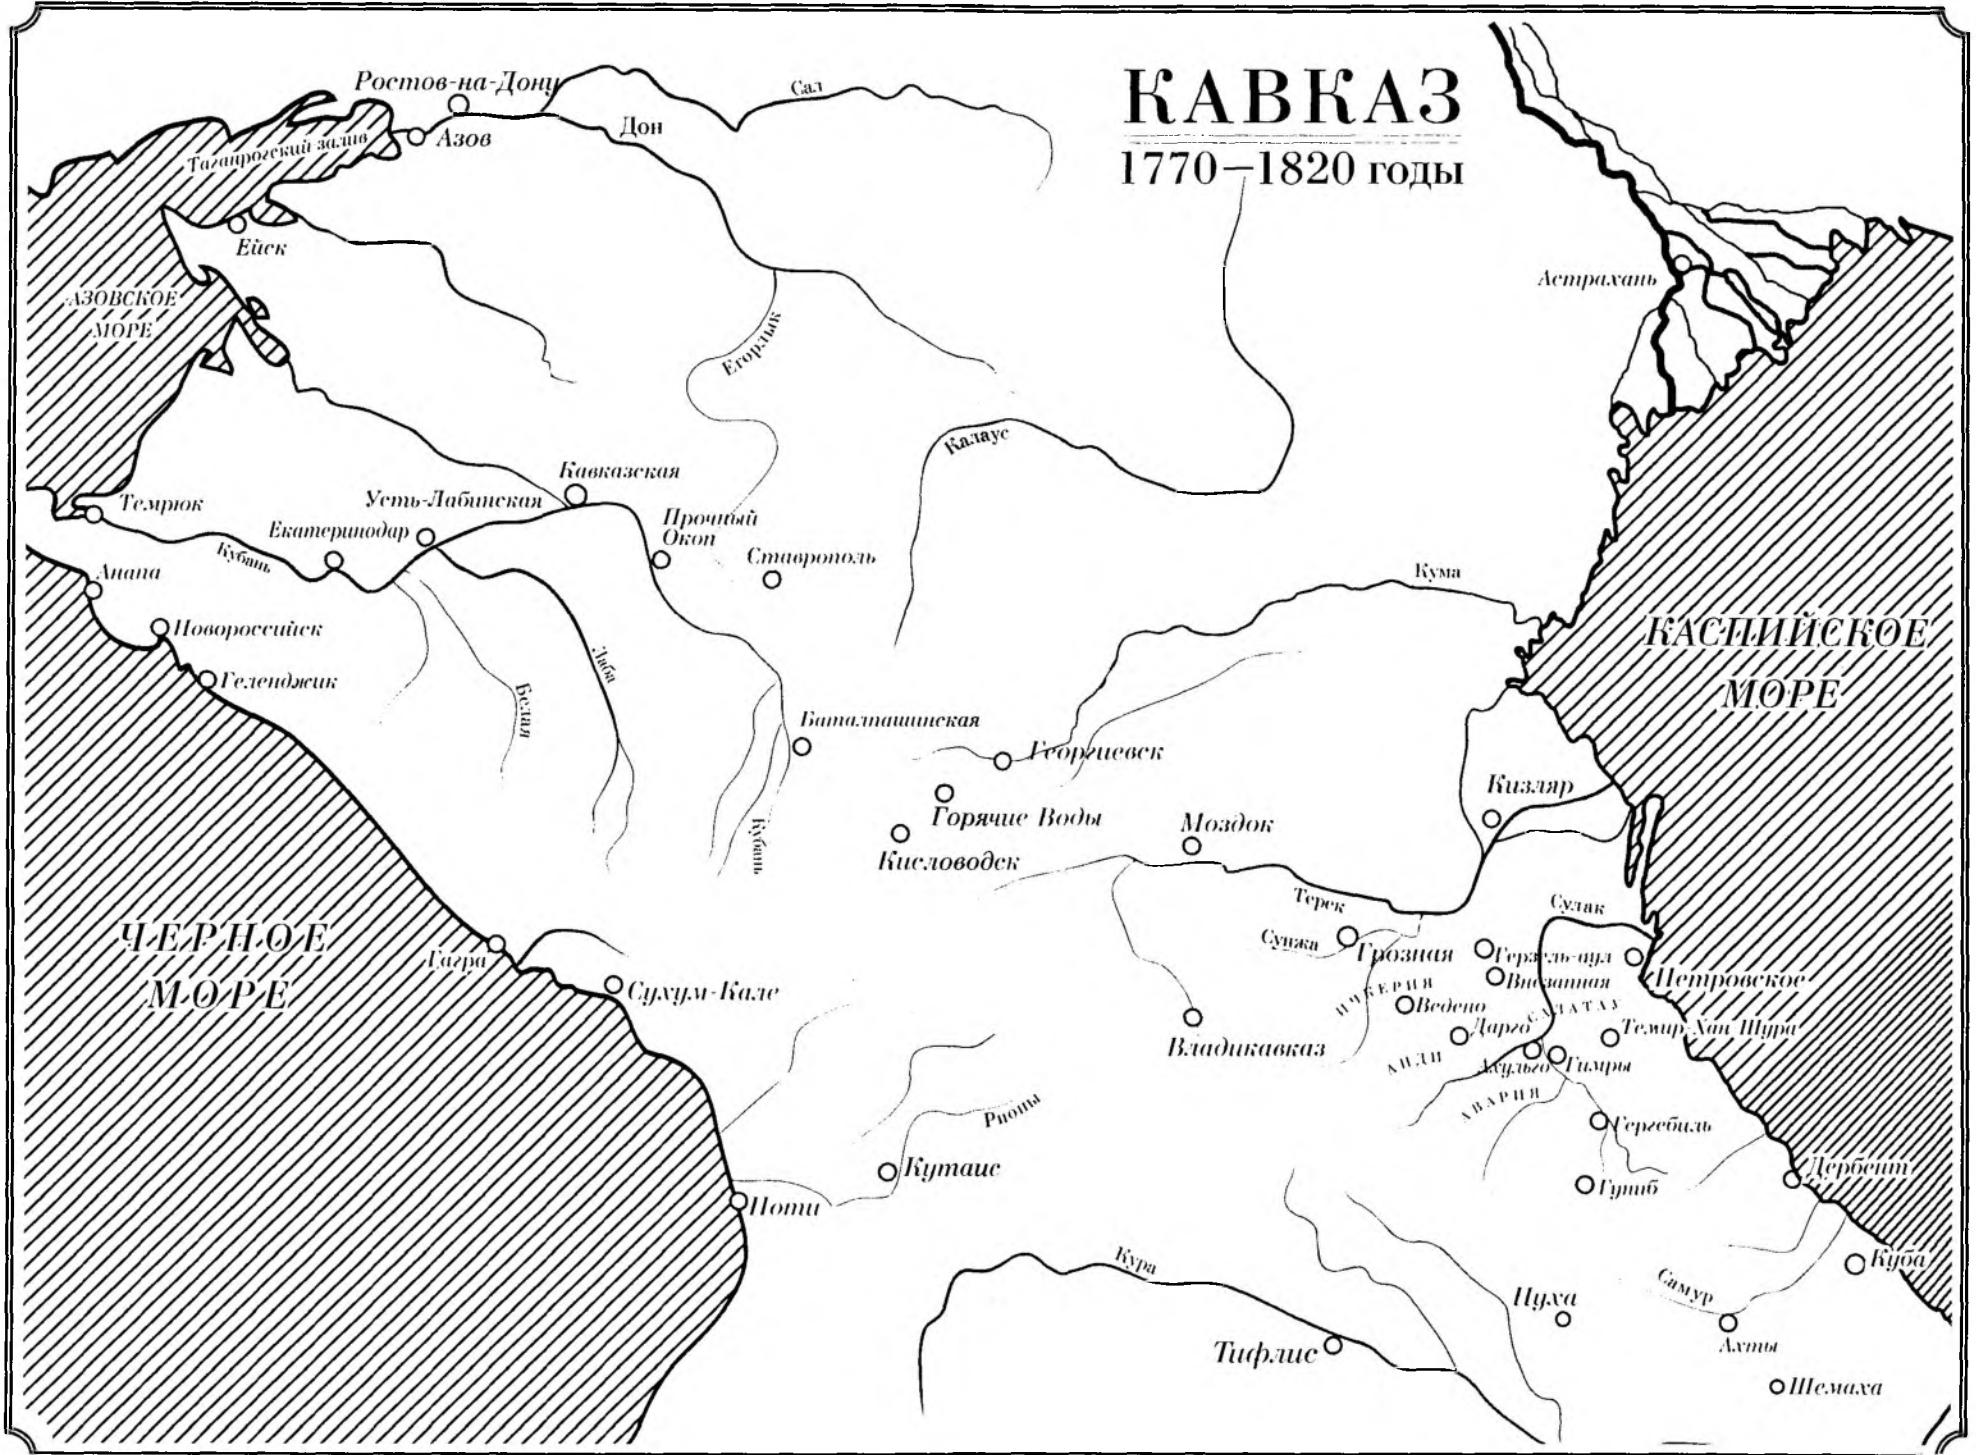 КАВКАЗ
1770–1820 годы
Ростов-на-Дону
Сал
Дон
Азов
Таганрогский залив
Ейск
АЗОВСКОЕ
МОРЕ
Астрахань
Егорлык
Калаус
Кавказская
Усть-Лабинская
Темрюк
Екатеринодар
Кубань
Прочный
Окоп
Ставрополь
Анапа
Кума
Новороссийск
КАСПИЙСКОЕ
МОРЕ
Геленджик
Лаба
Белая
Баталпашинская
Георгиевск
Кизляр
Горячие Воды
Моздок
Кубань
Кисловодск
Терек
Сулак
ЧЕРНОЕ
МОРЕ
Сунжа
Грозная
Герзель-аул
Гагра
Внезапная
Петровское
Сухум-Кале
ИЧКЕРИЯ
Ведено
САЛАТАУ
Дарго
Темир-Хан Шура
Владикавказ
АНДИ
Ахульго
Гимры
АВАРИЯ
Рионы
Гергебиль
Кутаис
Дербент
Гуниб
Поти
Кура
Куба
Самур
Нуха
Тифлис
Ахты
Шемаха